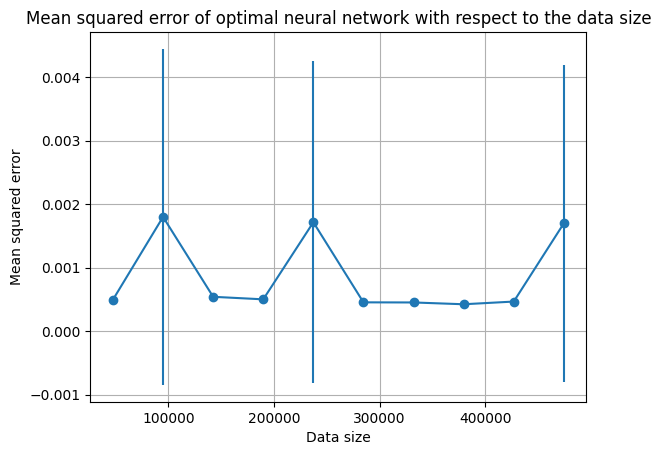 Mean squared error of optimal neural network with respect to the data size
0.004
0.003
0.002
0.001
0.000
−0.001
Mean squared error
100000 200000 300000 400000
Data size